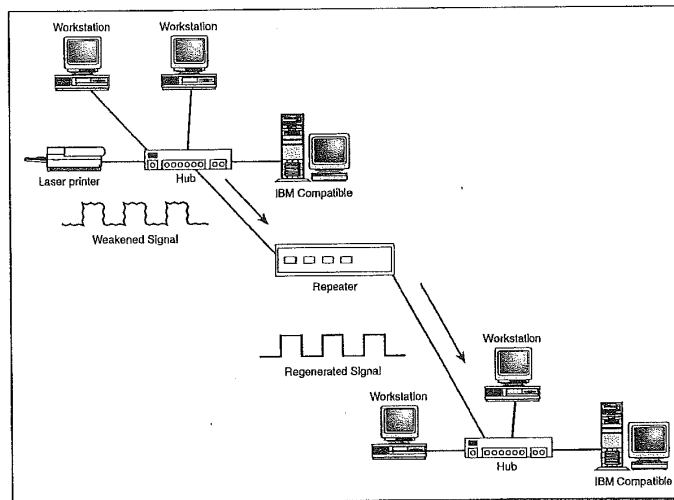 Workstation
Workstation
Laser printer
Hub
IBM Compatible
Weakened Signal
Repeater
Workstation
Regenerated Signal
Workstation
Hub
IBM Compatible